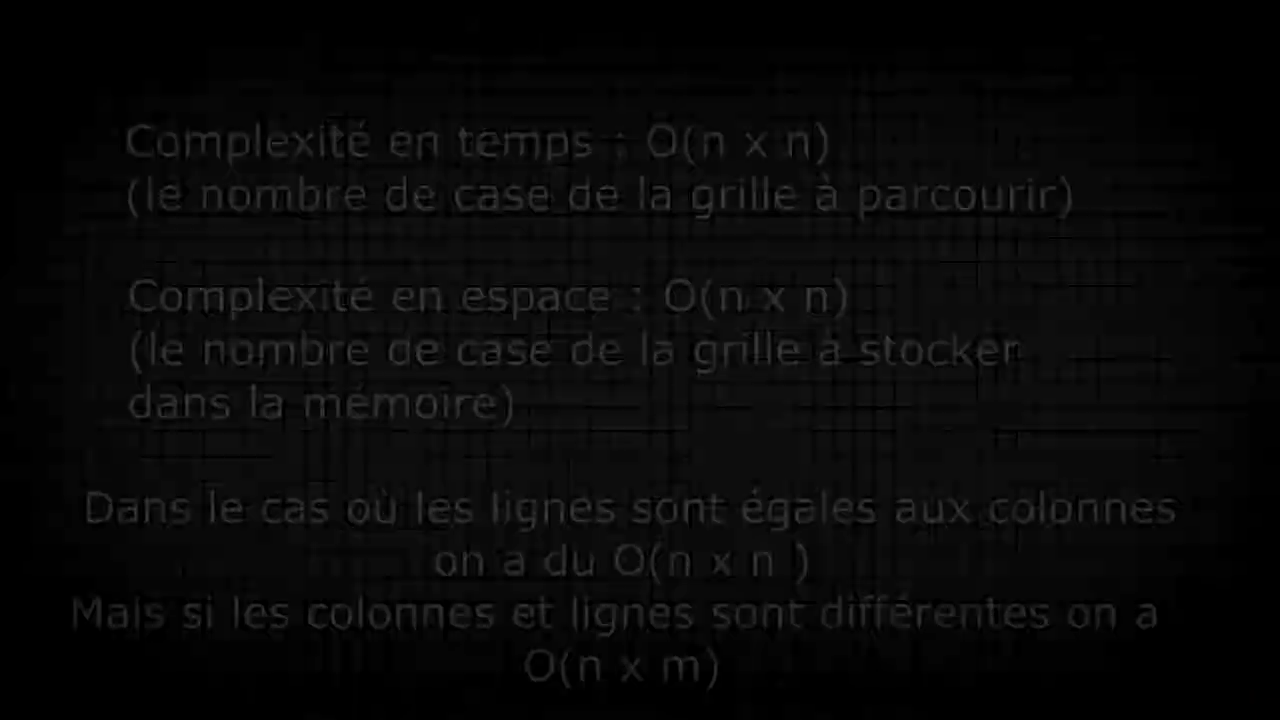 Complexité en temps : O(n x n)
(le nombre de case de la grille à parcourir)
Complexité en espace : O(n x n)
(le nombre de case de la grille à stocker
dans la mémoire)
Dans le cas où les lignes sont égales aux colonnes
on a du O(n x n )
Mais si les colonnes et lignes sont différentes on a
O(n x m)